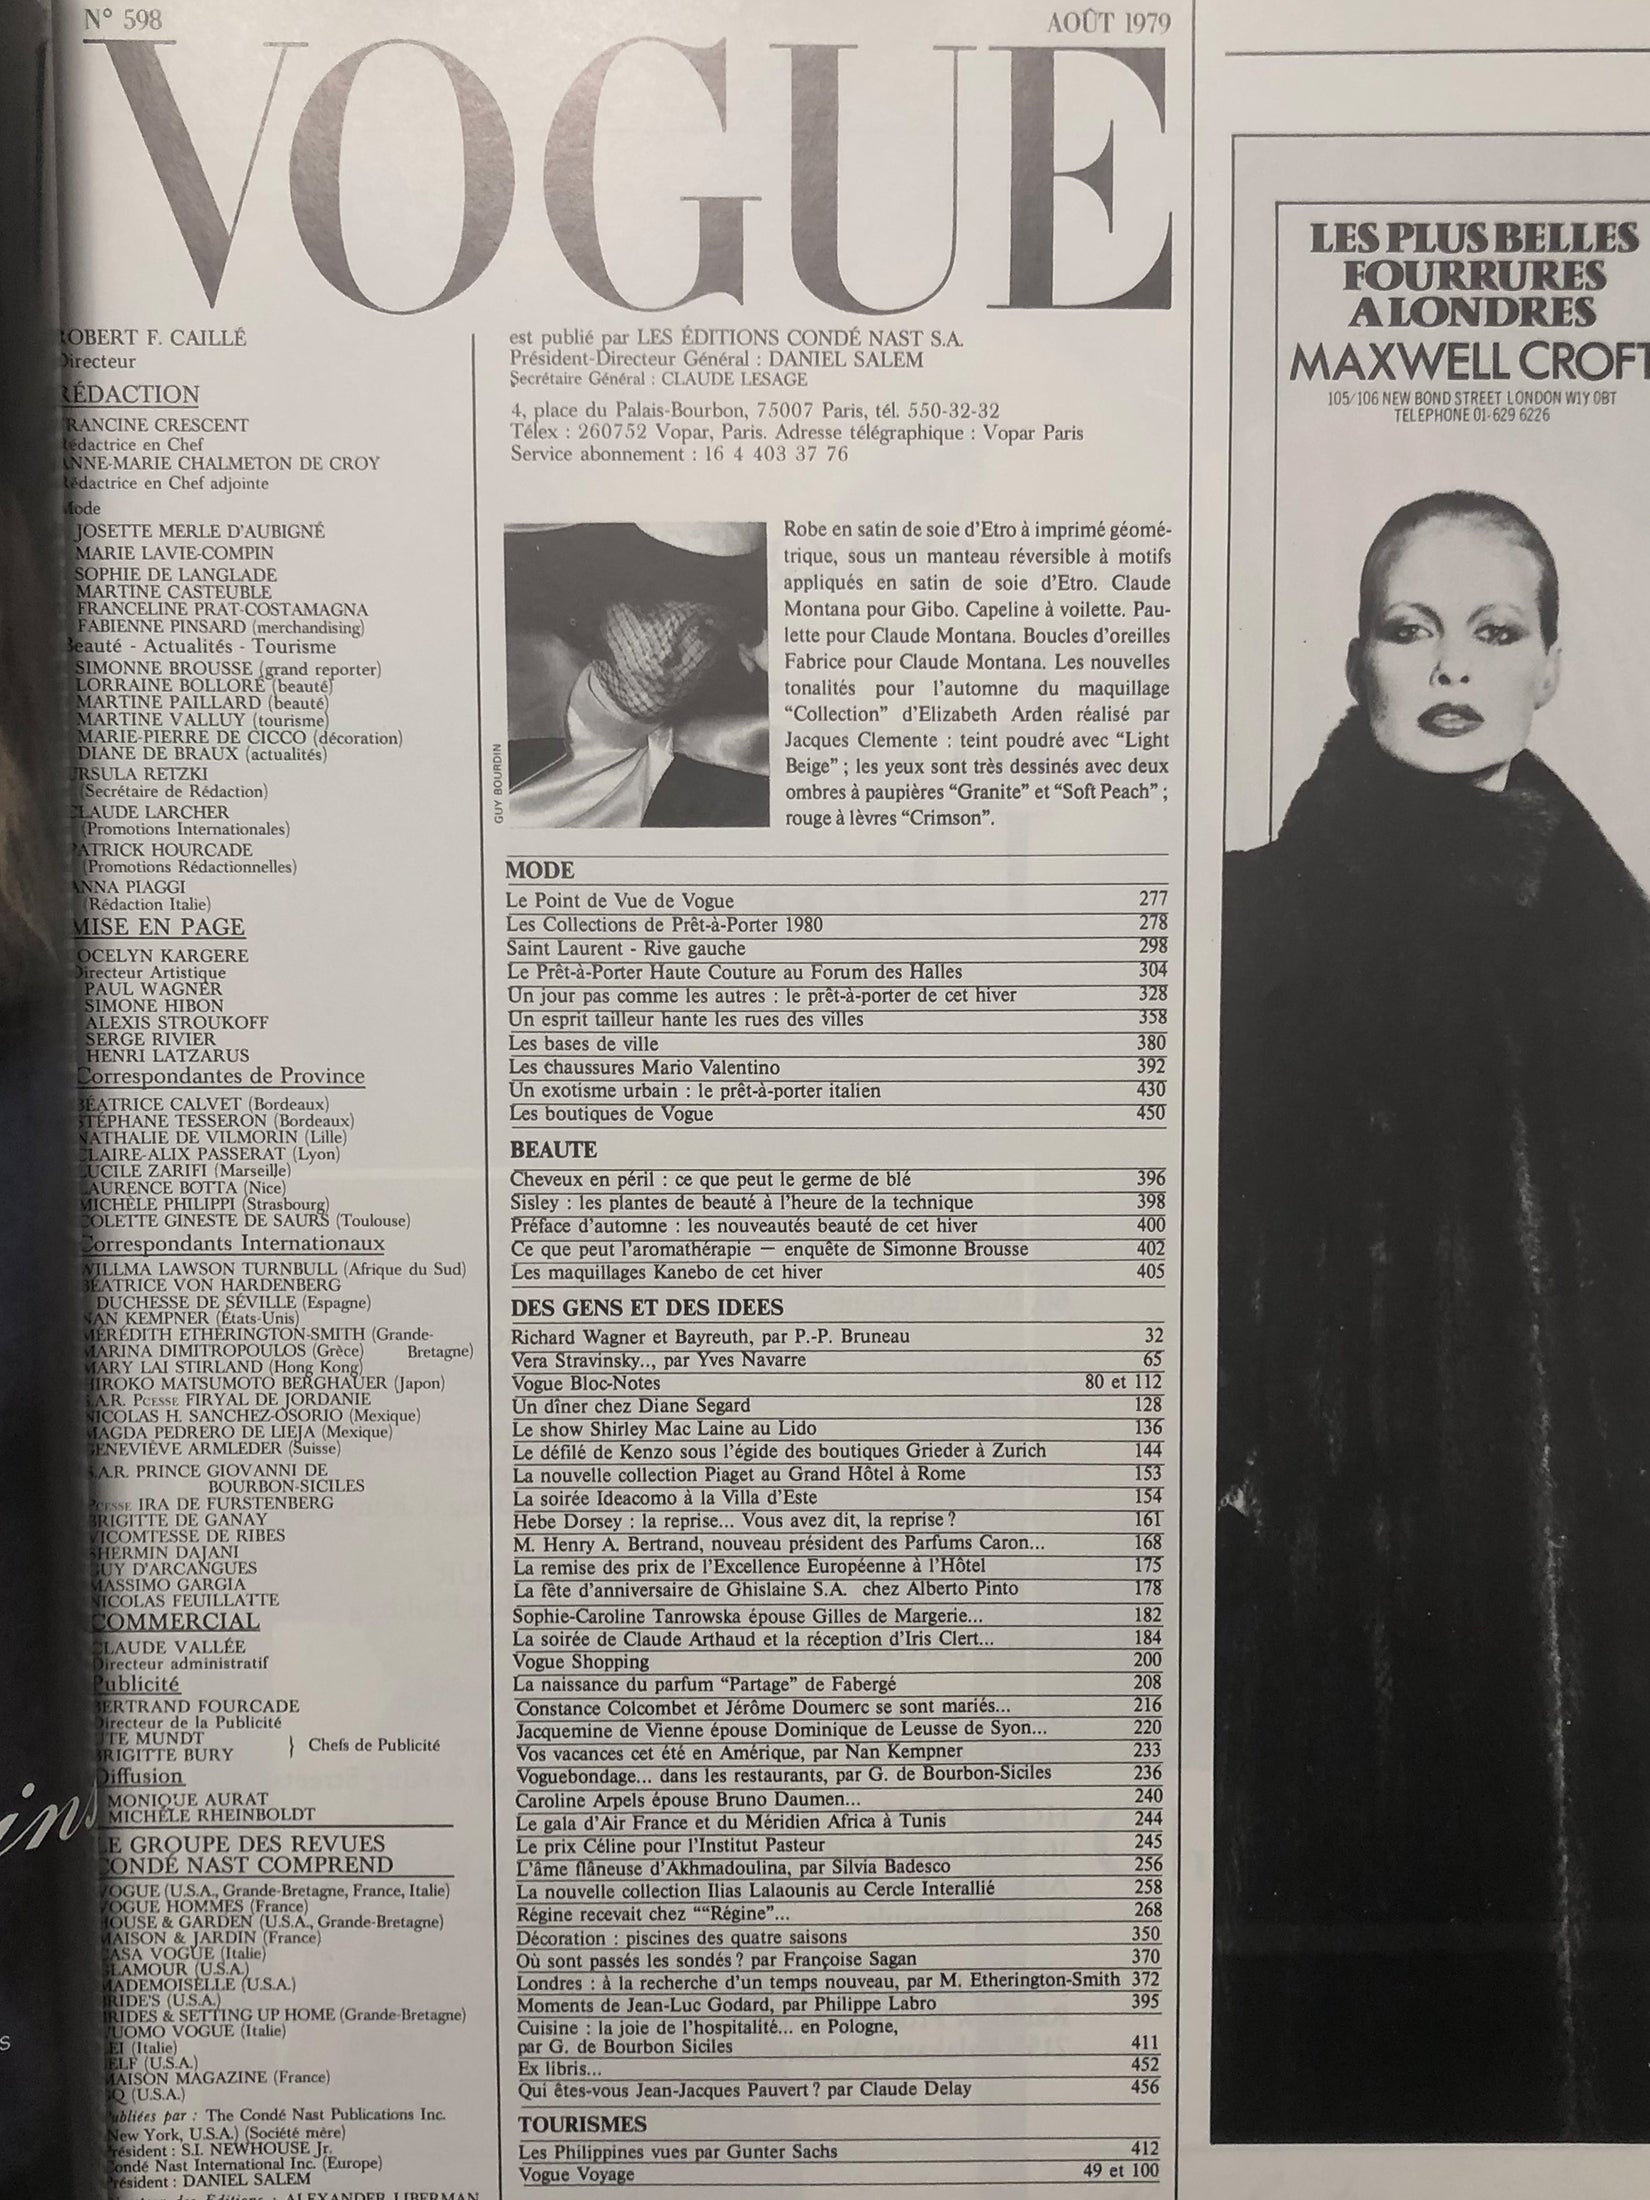 N° 598
AOÛT 1979
VOGUE
ROBERT F. CAILLÉ
Directeur
RÉDACTION
FRANCINE CRESCENT
Rédactrice en Chef
ANNE-MARIE CHALMETON DE CROY
Rédactrice en Chef adjointe
Mode
JOSETTE MERLE D'AUBIGNÉ
MARIE LAVIE-COMPIN
SOPHIE DE LANGLADE
MARTINE CASTEUBLE
FRANCELINE PRAT-COSTAMAGNA
FABIENNE PINSARD (merchandising)
Beauté - Actualités - Tourisme
SIMONNE BROUSSE (grand reporter)
LORRAINE BOLLORÉ (beauté)
MARTINE PAILLARD (beauté)
MARTINE VALLUY (tourisme)
MARIE-PIERRE DE CICCO (décoration)
DIANE DE BRAUX (actualités)
URSULA RETZKI
(Secrétaire de Rédaction)
CLAUDE LARCHER
(Promotions Internationales)
PATRICK HOURCADE
(Promotions Rédactionnelles)
ANNA PIAGGI
(Rédaction Italie)
MISE EN PAGE
JOCELYN KARGERE
Directeur Artistique
PAUL WAGNER
SIMONE HIBON
ALEXIS STROUKOFF
SERGE RIVIER
HENRI LATZARUS
Correspondantes de Province
BÉATRICE CALVET (Bordeaux)
STÉPHANE TESSERON (Bordeaux)
NATHALIE DE VILMORIN (Lille)
CLAIRE-ALIX PASSERAT (Lyon)
LUCILE ZARIFI (Marseille)
LAURENCE BOTTA (Nice)
MICHÈLE PHILIPPI (Strasbourg)
COLETTE GINESTE DE SAURS (Toulouse)
Correspondants Internationaux
WILLMA LAWSON TURNBULL (Afrique du Sud)
BÉATRICE VON HARDENBERG
DUCHESSE DE SÉVILLE (Espagne)
NAN KEMPNER (États-Unis)
MEREDITH ETHERINGTON-SMITH (Grande-
MARINA DIMITROPOULOS (Grèce) Bretagne)
MARY LAI STIRLAND (Hong Kong)
HIROKO MATSUMOTO BERGHAUER (Japon)
S.A.R. Pcesse FIRYAL DE JORDANIE
NICOLAS H. SANCHEZ-OSORIO (Mexique)
MAGDA PEDRERO DE LIEJA (Mexique)
GENEVIÈVE ARMLEDER (Suisse)
S.A.R. PRINCE GIOVANNI DE
BOURBON-SICILES
Pcesse IRA DE FURSTENBERG
BRIGITTE DE GANAY
VICOMTESSE DE RIBES
SHERMIN DAJANI
GUY D'ARCANGUES
MASSIMO GARGIA
NICOLAS FEUILLATTE
COMMERCIAL
CLAUDE VALLÉE
Directeur administratif
Publicité
BERTRAND FOURCADE
Directeur de la Publicité
UTE MUNDT
BRIGITTE BURY
} Chefs de Publicité
Diffusion
MONIQUE AURAT
MICHÈLE RHEINBOLDT
LE GROUPE DES REVUES
CONDÉ NAST COMPREND
VOGUE (U.S.A., Grande-Bretagne, France, Italie)
VOGUE HOMMES (France)
HOUSE & GARDEN (U.S.A., Grande-Bretagne)
MAISON & JARDIN (France)
CASA VOGUE (Italie)
GLAMOUR (U.S.A.)
MADEMOISELLE (U.S.A.)
BRIDE'S (U.S.A.)
BRIDES & SETTING UP HOME (Grande-Bretagne)
L'UOMO VOGUE (Italie)
LEI (Italie)
SELF (U.S.A.)
MAISON MAGAZINE (France)
GQ (U.S.A.)
Publiées par : The Condé Nast Publications Inc.
(New York, U.S.A.) (Société mère)
Président : S.I. NEWHOUSE Jr.
Condé Nast International Inc. (Europe)
Président : DANIEL SALEM
Directeur des Editions : ALEXANDER LIBERMAN
est publié par LES ÉDITIONS CONDÉ NAST S.A.
Président-Directeur Général : DANIEL SALEM
Secrétaire Général : CLAUDE LESAGE
4, place du Palais-Bourbon, 75007 Paris, tél. 550-32-32
Télex : 260752 Vopar, Paris. Adresse télégraphique : Vopar Paris
Service abonnement : 16 4 403 37 76
GUY BOURDIN
Robe en satin de soie d'Etro à imprimé géomé-
trique, sous un manteau réversible à motifs
appliqués en satin de soie d'Etro. Claude
Montana pour Gibo. Capeline à voilette. Pau-
lette pour Claude Montana. Boucles d'oreilles
Fabrice pour Claude Montana. Les nouvelles
tonalités pour l'automne du maquillage
“Collection” d'Elizabeth Arden réalisé par
Jacques Clemente : teint poudré avec “Light
Beige” ; les yeux sont très dessinés avec deux
ombres à paupières “Granite” et “Soft Peach” ;
rouge à lèvres “Crimson”.
MODE
Le Point de Vue de Vogue 277
Les Collections de Prêt-à-Porter 1980 278
Saint Laurent - Rive gauche 298
Le Prêt-à-Porter Haute Couture au Forum des Halles 304
Un jour pas comme les autres : le prêt-à-porter de cet hiver 328
Un esprit tailleur hante les rues des villes 358
Les bases de ville 380
Les chaussures Mario Valentino 392
Un exotisme urbain : le prêt-à-porter italien 430
Les boutiques de Vogue 450
BEAUTE
Cheveux en péril : ce que peut le germe de blé 396
Sisley : les plantes de beauté à l'heure de la technique 398
Préface d'automne : les nouveautés beauté de cet hiver 400
Ce que peut l'aromathérapie — enquête de Simonne Brousse 402
Les maquillages Kanebo de cet hiver 405
DES GENS ET DES IDEES
Richard Wagner et Bayreuth, par P.-P. Bruneau 32
Vera Stravinsky.., par Yves Navarre 65
Vogue Bloc-Notes 80 et 112
Un dîner chez Diane Segard 128
Le show Shirley Mac Laine au Lido 136
Le défilé de Kenzo sous l'égide des boutiques Grieder à Zurich 144
La nouvelle collection Piaget au Grand Hôtel à Rome 153
La soirée Ideacomo à la Villa d'Este 154
Hebe Dorsey : la reprise... Vous avez dit, la reprise ? 161
M. Henry A. Bertrand, nouveau président des Parfums Caron... 168
La remise des prix de l'Excellence Européenne à l'Hôtel 175
La fête d'anniversaire de Ghislaine S.A. chez Alberto Pinto 178
Sophie-Caroline Tanrowska épouse Gilles de Margerie... 182
La soirée de Claude Arthaud et la réception d'Iris Clert... 184
Vogue Shopping 200
La naissance du parfum “Partage” de Fabergé 208
Constance Colcombet et Jérôme Doumerc se sont mariés... 216
Jacquemine de Vienne épouse Dominique de Leusse de Syon... 220
Vos vacances cet été en Amérique, par Nan Kempner 233
Voguebondage... dans les restaurants, par G. de Bourbon-Siciles 236
Caroline Arpels épouse Bruno Daumen... 240
Le gala d'Air France et du Méridien Africa à Tunis 244
Le prix Céline pour l'Institut Pasteur 245
L'âme flâneuse d'Akhmadoulina, par Silvia Badesco 256
La nouvelle collection Ilias Lalaounis au Cercle Interallié 258
Régine recevait chez ““Régine”... 268
Décoration : piscines des quatre saisons 350
Où sont passés les sondés ? par Françoise Sagan 370
Londres : à la recherche d'un temps nouveau, par M. Etherington-Smith 372
Moments de Jean-Luc Godard, par Philippe Labro 395
Cuisine : la joie de l'hospitalité... en Pologne,
par G. de Bourbon Siciles 411
Ex libris... 452
Qui êtes-vous Jean-Jacques Pauvert ? par Claude Delay 456
TOURISMES
Les Philippines vues par Gunter Sachs 412
Vogue Voyage 49 et 100
LES PLUS BELLES
FOURRURES
A LONDRES
MAXWELL CROFT
105/106 NEW BOND STREET LONDON W1Y 0BT
TELEPHONE 01-629 6226